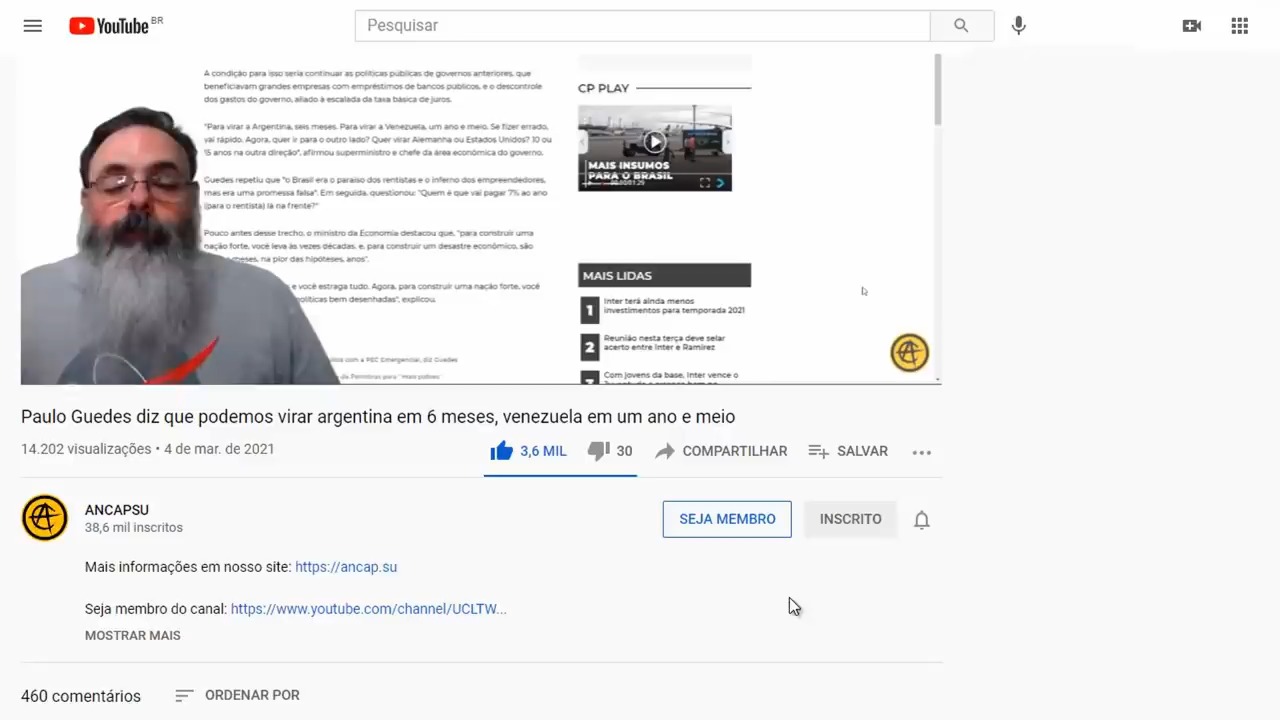 YouTube BR
Pesquisar
A condição para isso seria continuar as políticas públicas de governos anteriores, que
beneficiavam grandes empresas com empréstimos de bancos públicos, e o descontrole
dos gastos do governo, aliado à escalada da taxa básica de juros.
"Para virar a Argentina, seis meses. Para virar a Venezuela, um ano e meio. Se fizer errado,
vai rápido. Agora, quer ir para o outro lado? Quer virar Alemanha ou Estados Unidos? 10 ou
15 anos na outra direção", afirmou superministro e chefe da área econômica do governo.
Guedes repetiu que "o Brasil era o paraíso dos rentistas e o inferno dos empreendedores,
mas era uma promessa falsa". Em seguida, questionou: "Quem é que vai pagar 7% ao ano
(para o rentista) lá na frente?"
Pouco antes desse trecho, o ministro da Economia destacou que, "para construir uma
nação forte, você leva às vezes décadas, e, para construir um desastre econômico, são
meses, na pior das hipóteses, anos".
e você estraga tudo. Agora, para construir uma nação forte, você
políticas bem desenhadas", explicou.
com a PEC Emergencial, diz Guedes
CP PLAY
MAIS INSUMOS
PARA O BRASIL
MAIS LIDAS
1 Inter terá ainda menos
investimentos para temporada 2021
2 Reunião nesta terça deve selar
acerto entre Inter e Ramírez
Com jovens da base, Inter vence o
Paulo Guedes diz que podemos virar argentina em 6 meses, venezuela em um ano e meio
14.202 visualizações • 4 de mar. de 2021
3,6 MIL 30 COMPARTILHAR SALVAR
ANCAPSU
38,6 mil inscritos
SEJA MEMBRO INSCRITO
Mais informações em nosso site: https://ancap.su
Seja membro do canal: https://www.youtube.com/channel/UCLTW...
MOSTRAR MAIS
460 comentários ORDENAR POR